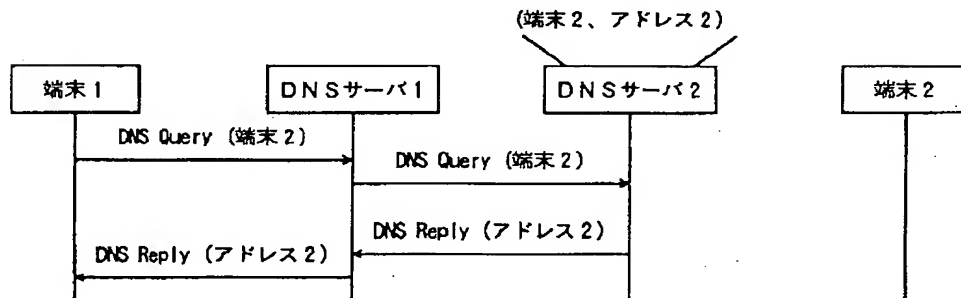 (端末2、アドレス2)
端末1
DNSサーバ1
DNSサーバ2
端末2
DNS Query (端末2)
DNS Query (端末2)
DNS Reply (アドレス2)
DNS Reply (アドレス2)